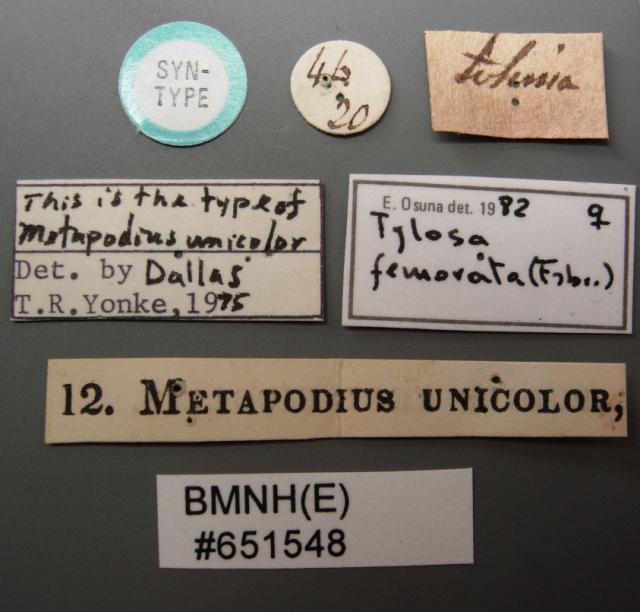 SYN-
TYPE
46
20
This is the type of
Metapodius unicolor
Det. by Dallas
T.R.Yonke, 1975
E. Osuna det. 1982 ♀
Tylosa
femorata (Fabr.)
12. METAPODIUS UNICOLOR,
BMNH(E)
#651548